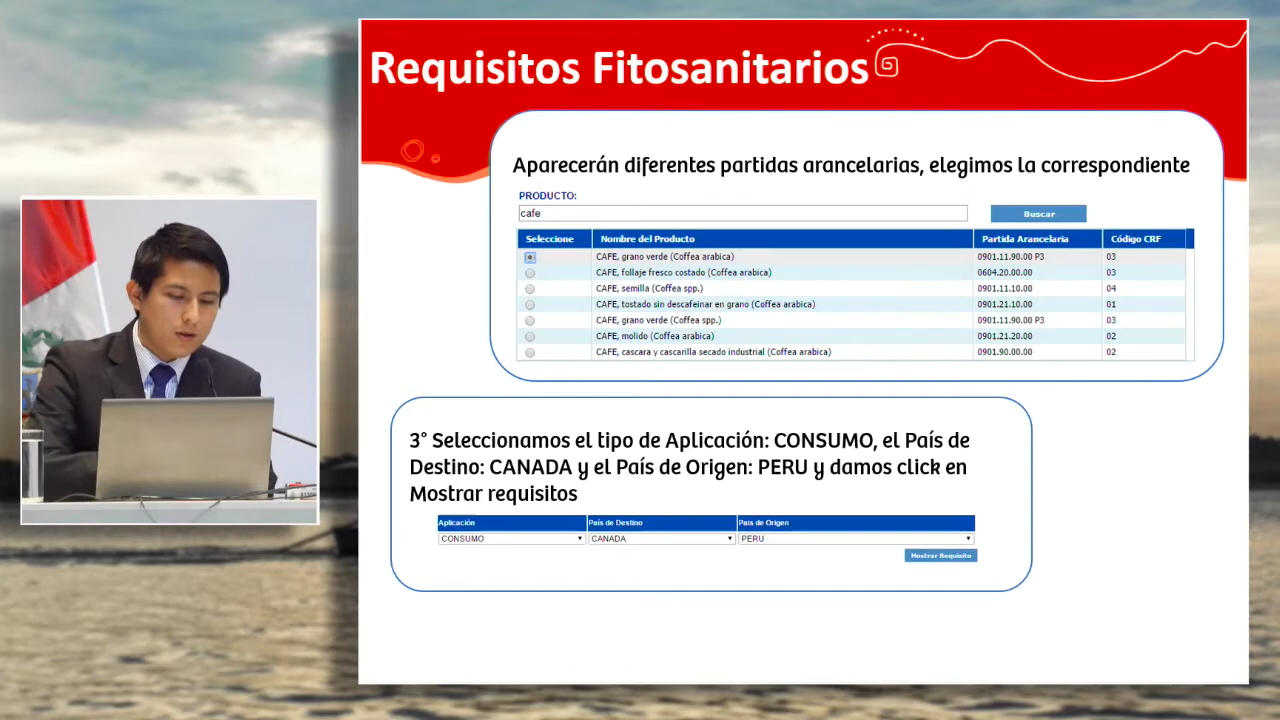 Requisitos Fitosanitarios
Aparecerán diferentes partidas arancelarias, elegimos la correspondiente
PRODUCTO:
cafe Buscar
Seleccione Nombre del Producto Partida Arancelaria Código CRF
CAFE, grano verde (Coffea arabica) 0901.11.90.00 P3 03
CAFE, follaje fresco costado (Coffea arabica) 0604.20.00.00 03
CAFE, semilla (Coffea spp.) 0901.11.10.00 04
CAFE, tostado sin descafeinar en grano (Coffea arabica) 0901.21.10.00 01
CAFE, grano verde (Coffea spp.) 0901.11.90.00 P3 03
CAFE, molido (Coffea arabica) 0901.21.20.00 02
CAFE, cascara y cascarilla secado industrial (Coffea arabica) 0901.90.00.00 02
3° Seleccionamos el tipo de Aplicación: CONSUMO, el País de
Destino: CANADA y el País de Origen: PERU y damos click en
Mostrar requisitos
Aplicación País de Destino País de Origen
CONSUMO CANADA PERU
Mostrar Requisito